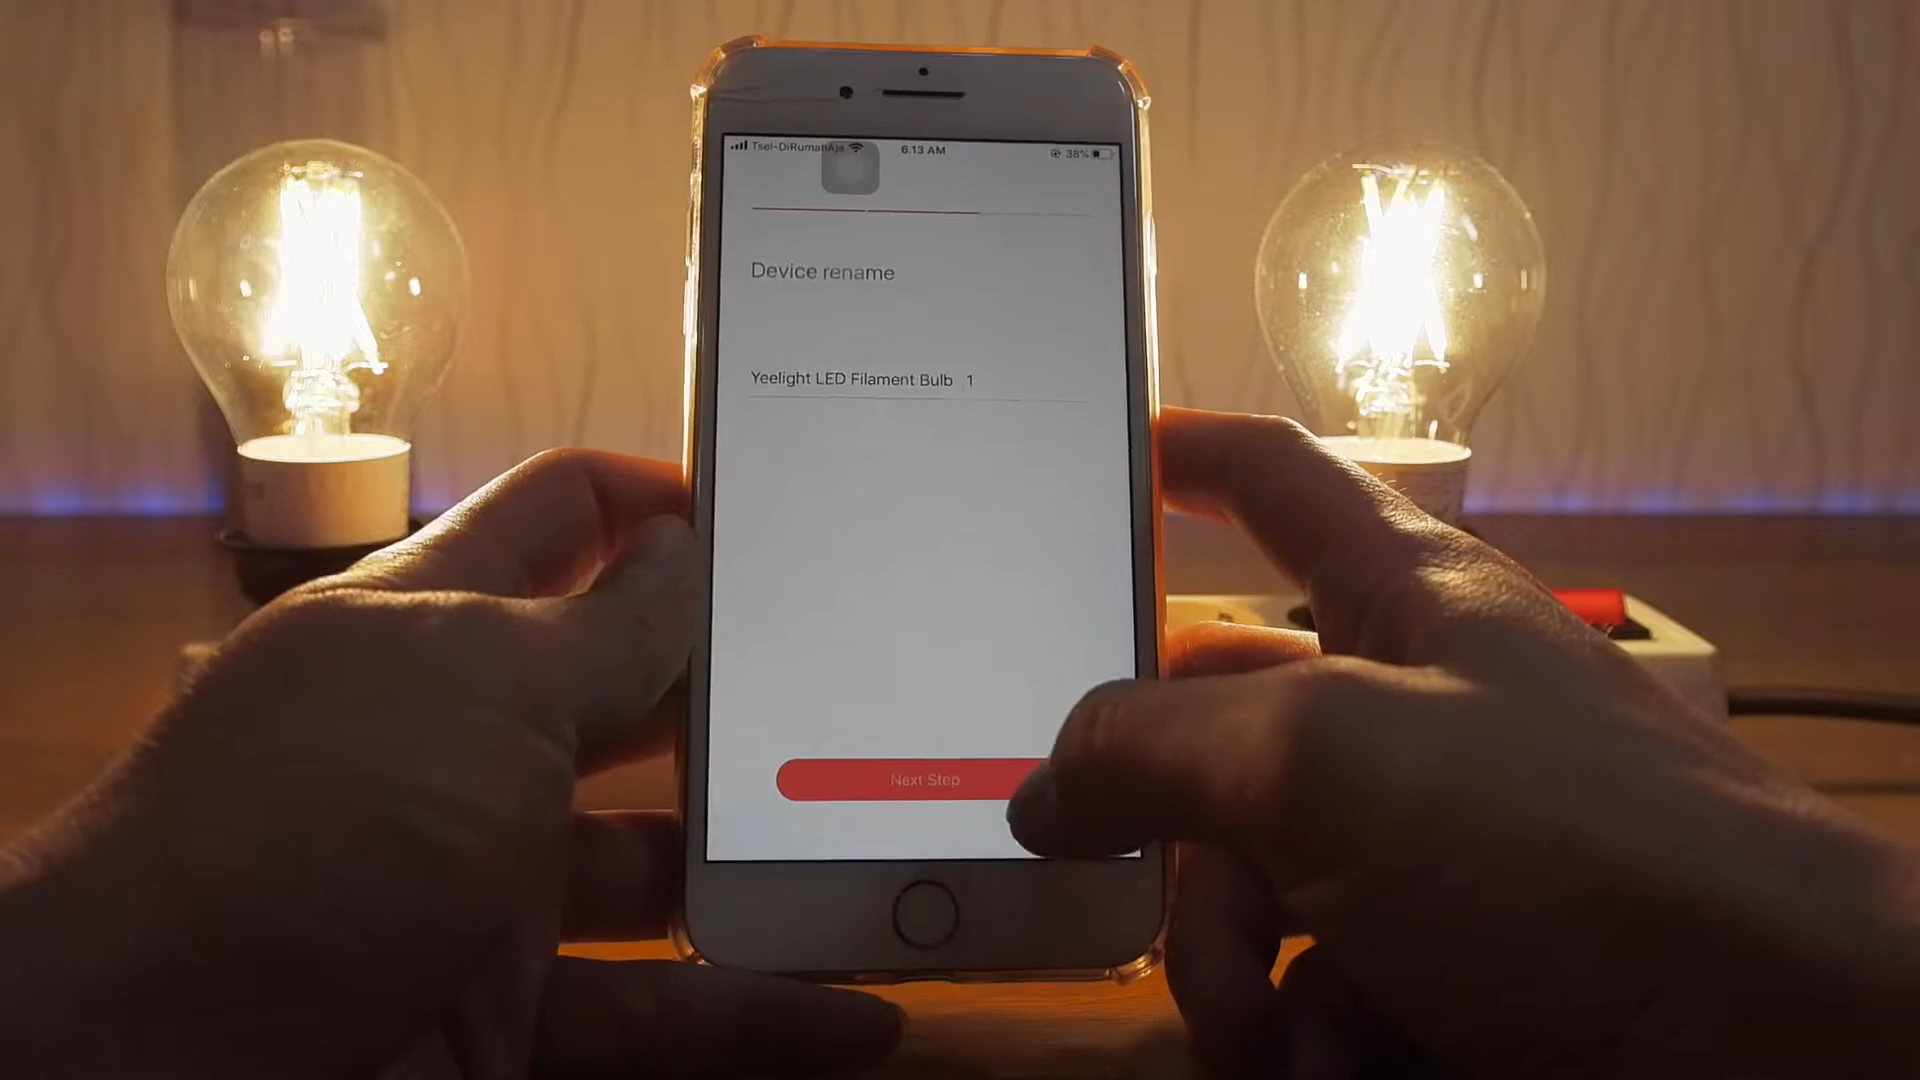 Tsel-DiRumahAja 6.13 AM 38%
Device rename
Yeelight LED Filament Bulb 1
Next Step